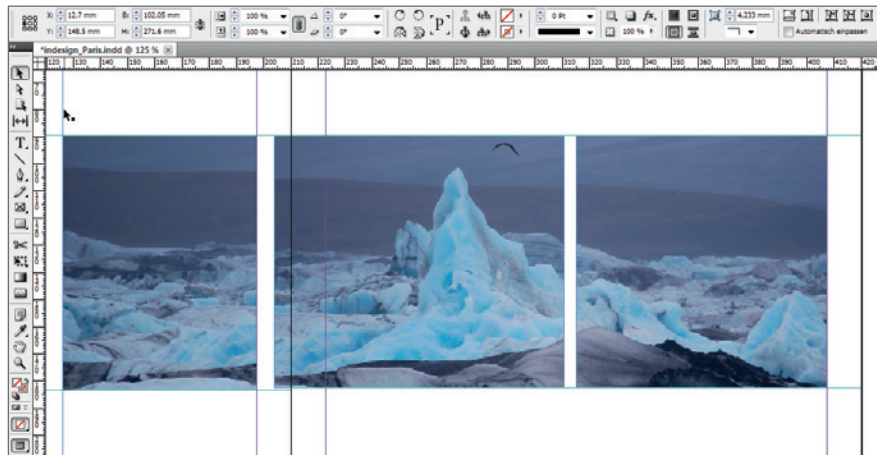 X: 12,7 mm B: 102,05 mm 100 % 0° P 0 Pt fx. 4.233 mm
Y: 148,5 mm H: 271,6 mm 100 % 0° 100 % Automatisch einpassen
*indesign_Paris.indd @ 125 % x
120 130 140 150 160 170 180 190 200 210 220 230 240 250 260 270 280 290 300 310 320 330 340 350 360 370 380 390 400 410 420
T